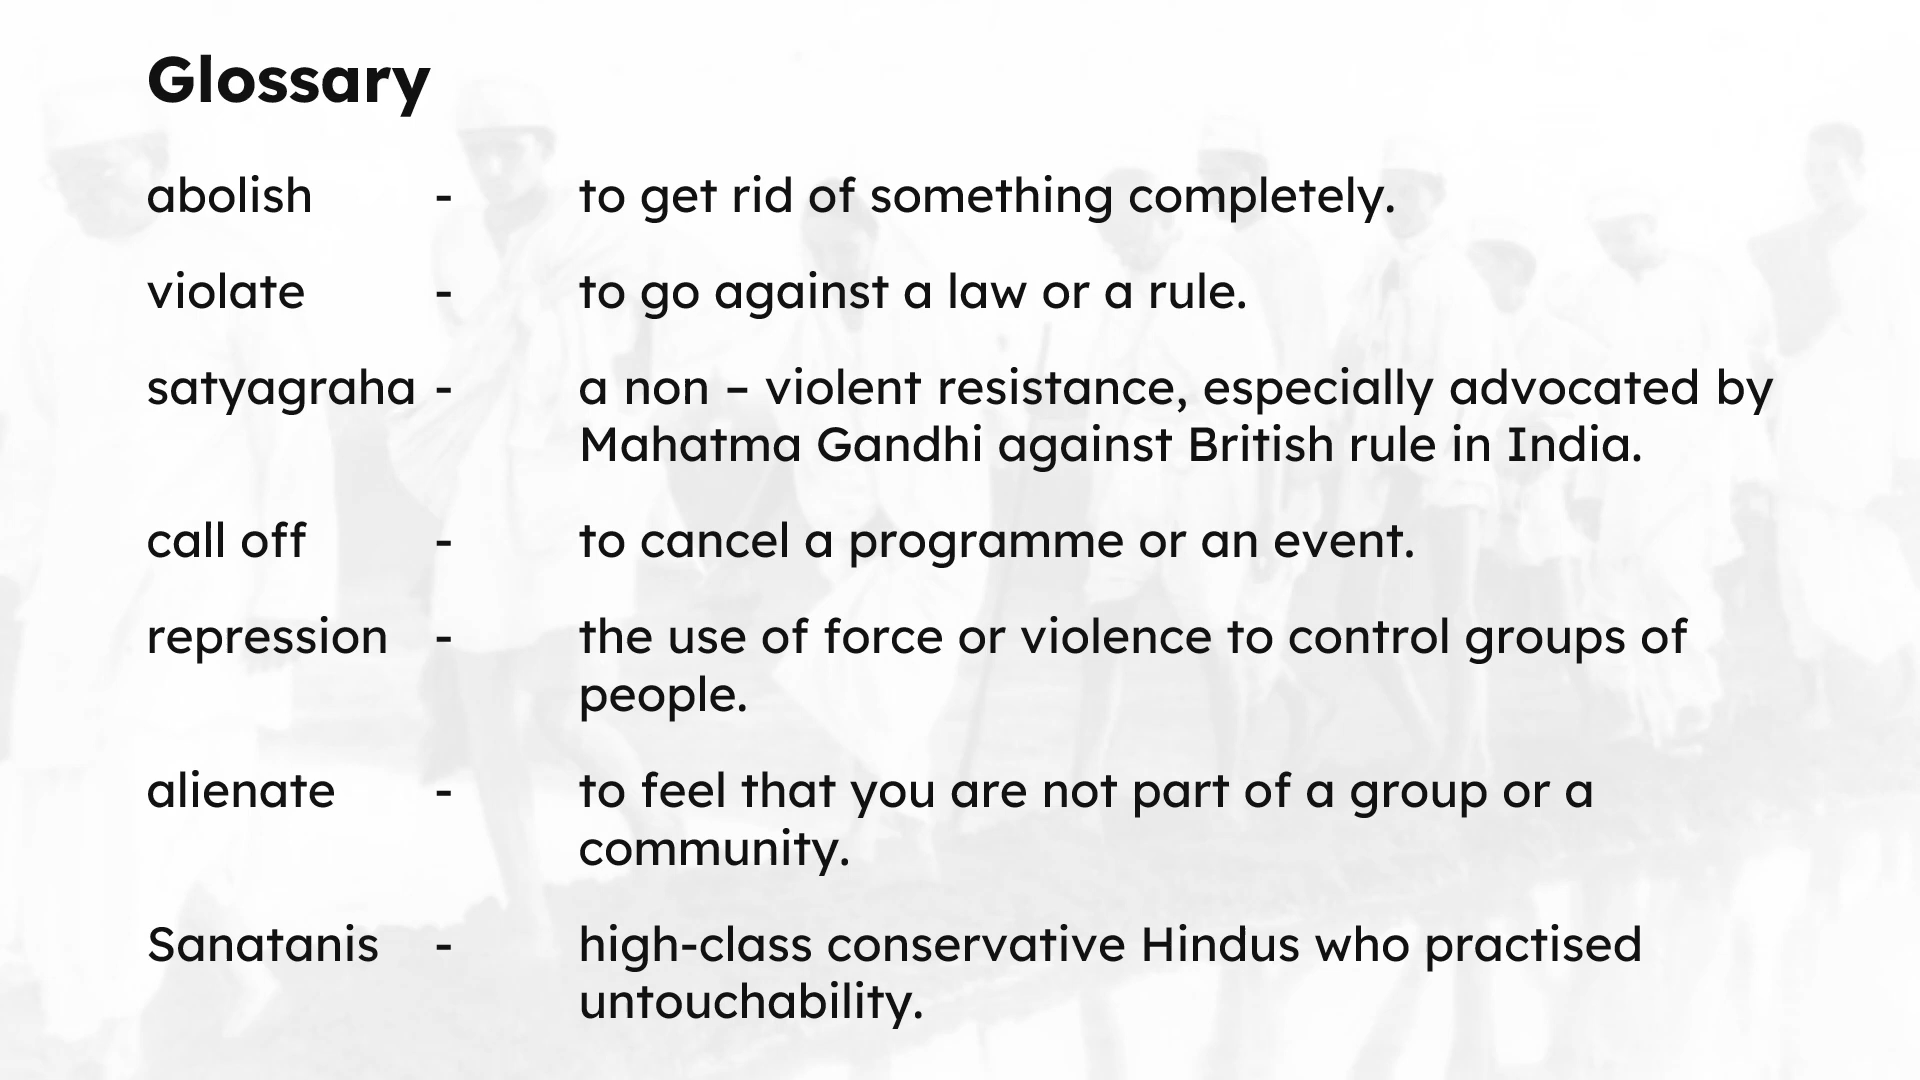 Glossary
abolish - to get rid of something completely.
violate - to go against a law or a rule.
satyagraha - a non – violent resistance, especially advocated by
Mahatma Gandhi against British rule in India.
call off - to cancel a programme or an event.
repression - the use of force or violence to control groups of
people.
alienate - to feel that you are not part of a group or a
community.
Sanatanis - high-class conservative Hindus who practised
untouchability.